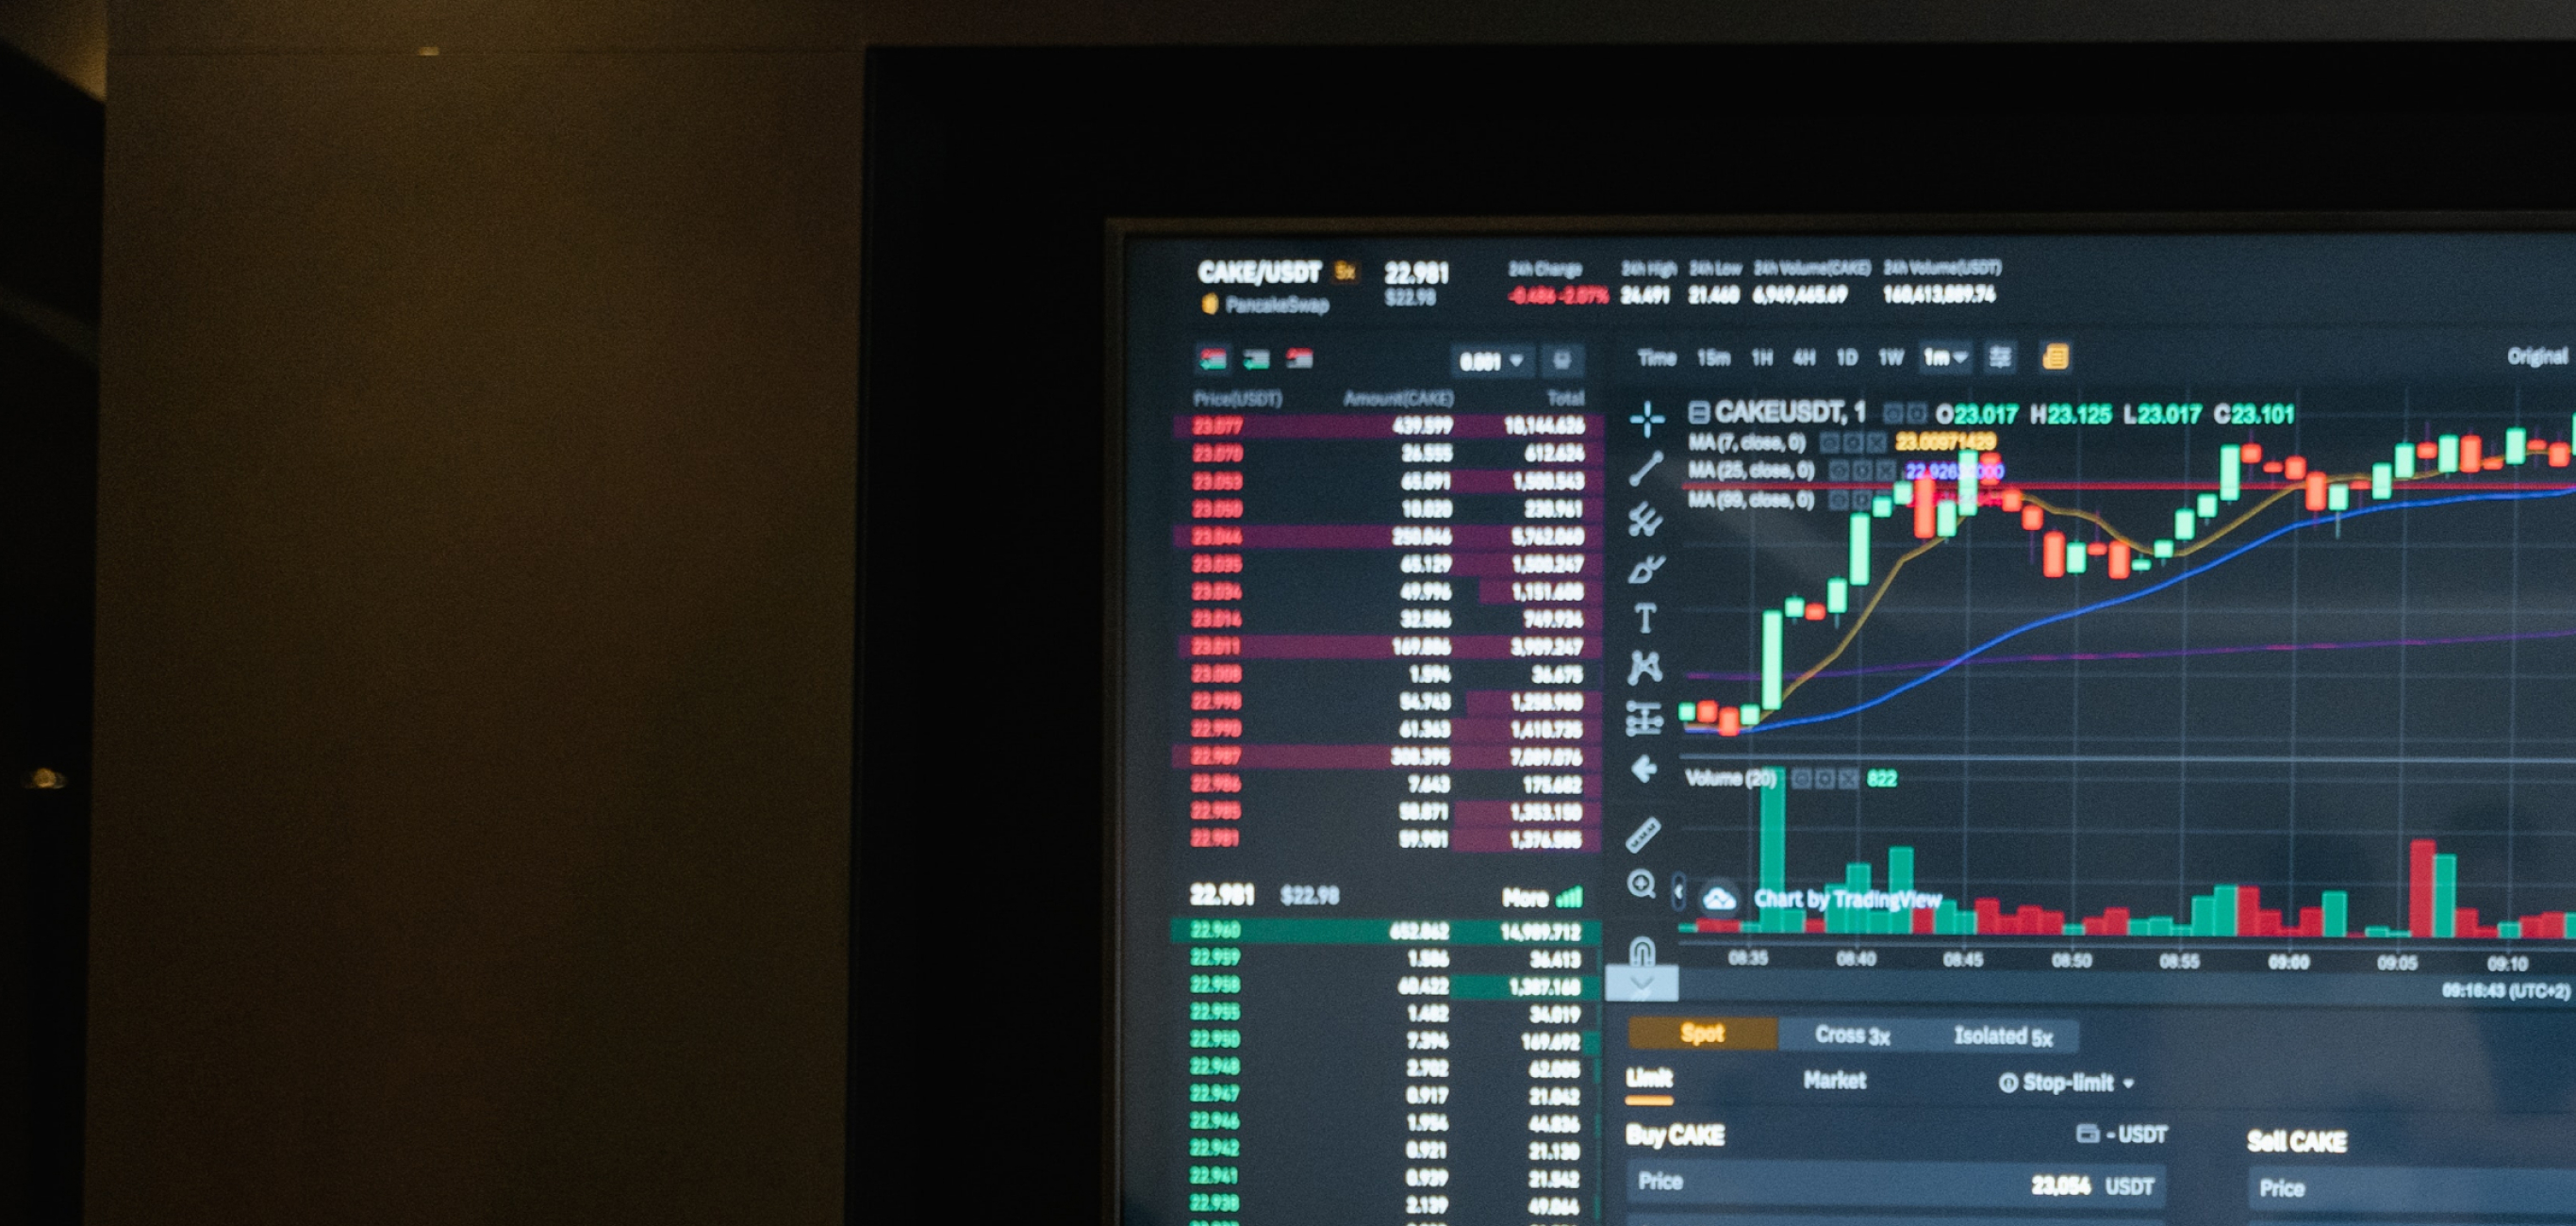 CAKE/USDT 5x 22.981 24h Change 24h High 24h Low 24h Volume(CAKE) 24h Volume(USDT)
PancakeSwap $22.98 -0.486 -2.07% 24.491 21.460 6,949,465.69 160,413,889.74
0.001 Time 15m 1H 4H 1D 1W 1m Original
Price(USDT) Amount(CAKE) Total
23.077 439.599 10,144.626
23.070 26.555 612.624
23.053 65.091 1,500.543
23.050 10.020 230.961
23.044 250.046 5,762.060
23.035 65.129 1,500.247
23.034 49.996 1,151.608
23.014 32.586 749.934
23.011 169.886 3,909.247
23.008 1.594 36.675
22.998 54.743 1,258.980
22.990 61.363 1,410.735
22.987 308.395 7,089.076
22.986 7.643 175.682
22.985 58.871 1,353.150
22.981 59.901 1,376.585
22.981 $22.98 More
22.960 652.862 14,989.712
22.959 1.586 36.413
22.958 60.422 1,387.168
22.955 1.482 34.019
22.950 7.394 169.692
22.948 2.702 62.005
22.947 0.917 21.042
22.946 1.954 44.836
22.942 0.921 21.130
22.941 0.939 21.542
22.938 2.139 49.064
CAKEUSDT, 1 O23.017 H23.125 L23.017 C23.101
MA (7, close, 0) 23.00971429
MA (25, close, 0)
MA (99, close, 0)
Volume (20) 822
Chart by TradingView
08:35 08:40 08:45 08:50 08:55 09:00 09:05 09:10
09:16:43 (UTC+2)
Spot Cross 3x Isolated 5x
Limit Market Stop-limit
Buy CAKE - USDT Sell CAKE
Price 23,054 USDT Price